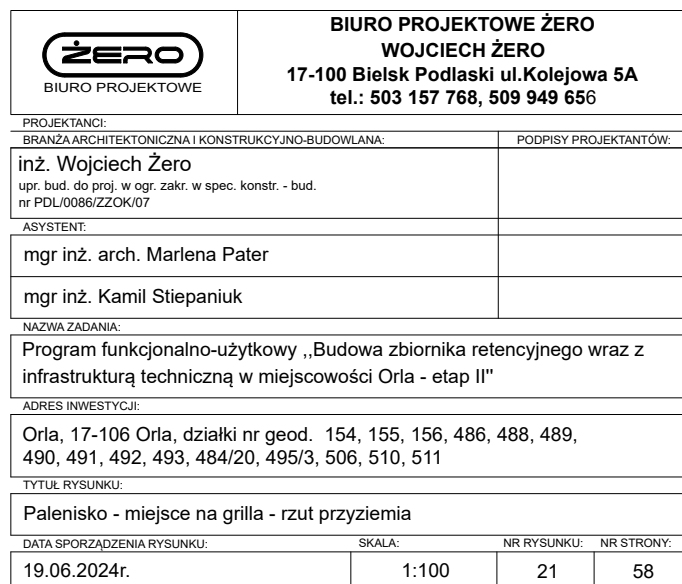 ŻERO
BIURO PROJEKTOWE
BIURO PROJEKTOWE ŻERO
WOJCIECH ŻERO
17-100 Bielsk Podlaski ul.Kolejowa 5A
tel.: 503 157 768, 509 949 656
PROJEKTANCI:
BRANŻA ARCHITEKTONICZNA I KONSTRUKCYJNO-BUDOWLANA:
PODPISY PROJEKTANTÓW:
inż. Wojciech Żero
upr. bud. do proj. w ogr. zakr. w spec. konstr. - bud.
nr PDL/0086/ZZOK/07
ASYSTENT:
mgr inż. arch. Marlena Pater
mgr inż. Kamil Stiepaniuk
NAZWA ZADANIA:
Program funkcjonalno-użytkowy ,,Budowa zbiornika retencyjnego wraz z
infrastrukturą techniczną w miejscowości Orla - etap II"
ADRES INWESTYCJI:
Orla, 17-106 Orla, działki nr geod. 154, 155, 156, 486, 488, 489,
490, 491, 492, 493, 484/20, 495/3, 506, 510, 511
TYTUŁ RYSUNKU:
Palenisko - miejsce na grilla - rzut przyziemia
DATA SPORZĄDZENIA RYSUNKU: SKALA: NR RYSUNKU: NR STRONY:
19.06.2024r. 1:100 21 58